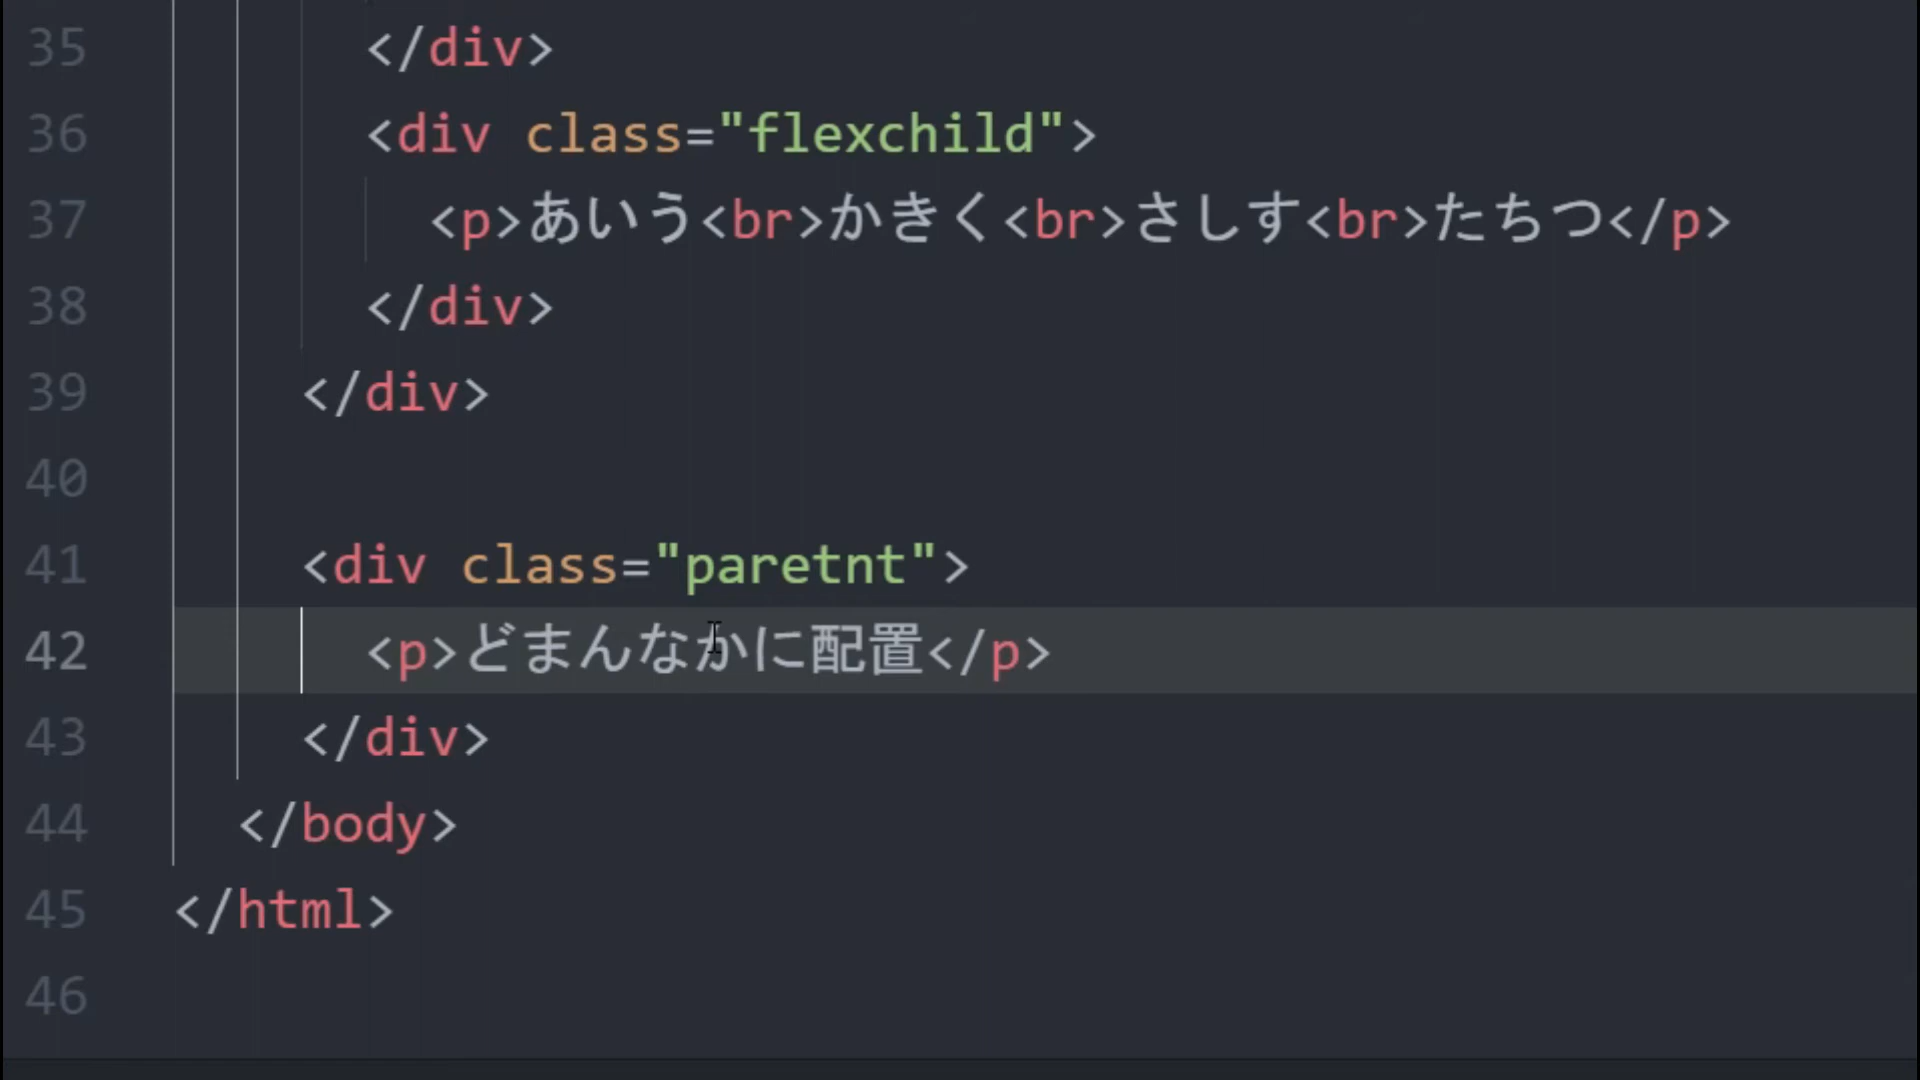 35 </div>
36 <div class="flexchild">
37 <p>あいう<br>かきく<br>さしす<br>たちつ</p>
38 </div>
39 </div>
40
41 <div class="paretnt">
42 <p>どまんなかに配置</p>
43 </div>
44 </body>
45 </html>
46